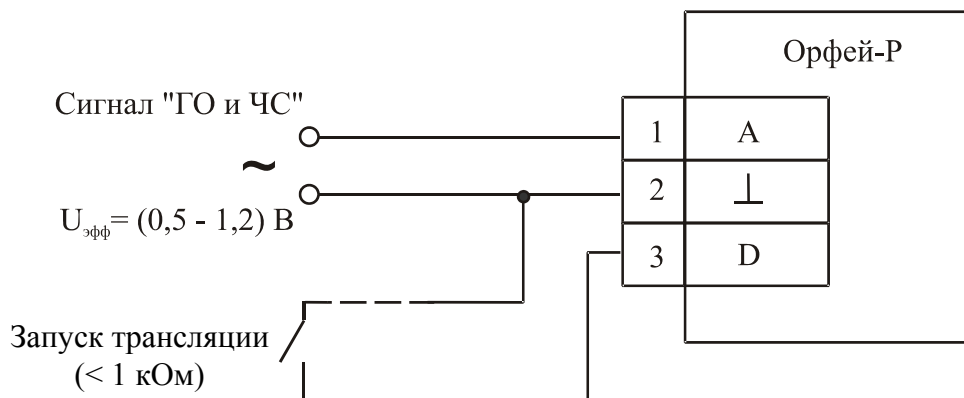 Орфей-Р
Сигнал "ГО и ЧС"
1 A
~
2 ⊥
Uэфф= (0,5 - 1,2) В
3 D
Запуск трансляции
(< 1 кОм)